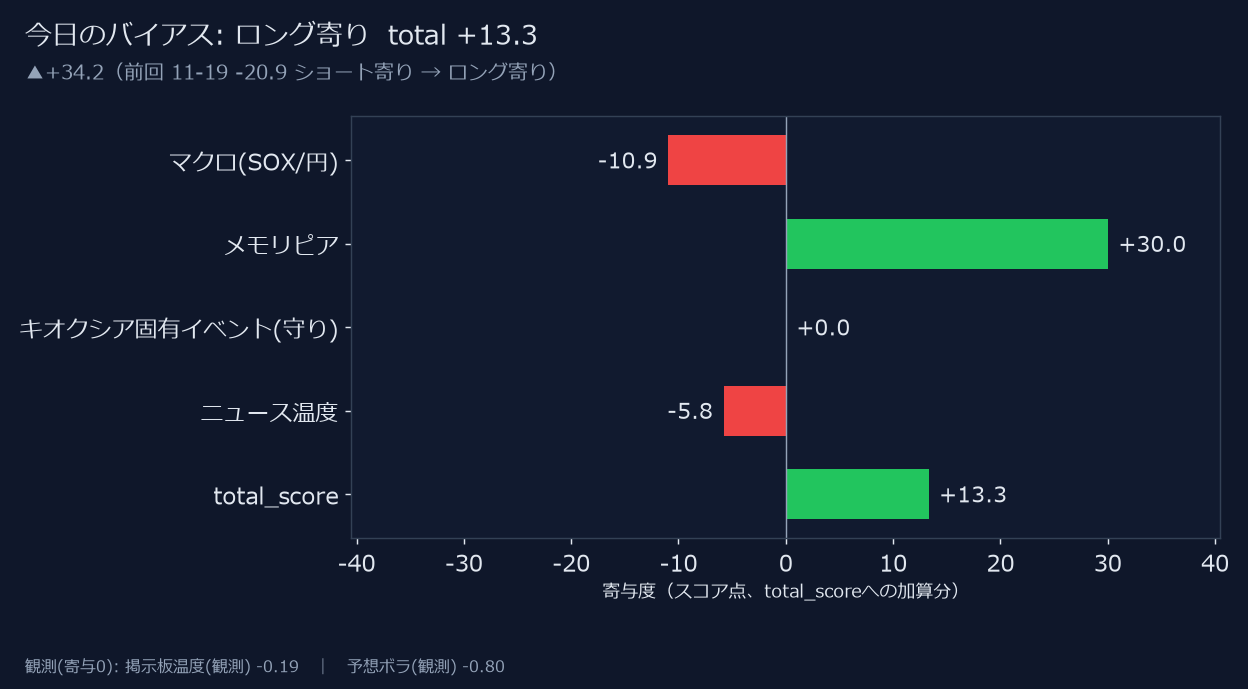 今日のバイアス: ロング寄り total +13.3
▲+34.2（前回 11-19 -20.9 ショート寄り → ロング寄り）
マクロ(SOX/円) -10.9
メモリピア +30.0
キオクシア固有イベント(守り) +0.0
ニュース温度 -5.8
total_score +13.3
-40 -30 -20 -10 0 10 20 30 40
寄与度（スコア点、total_scoreへの加算分）
観測(寄与0): 掲示板温度(観測) -0.19 ｜ 予想ボラ(観測) -0.80